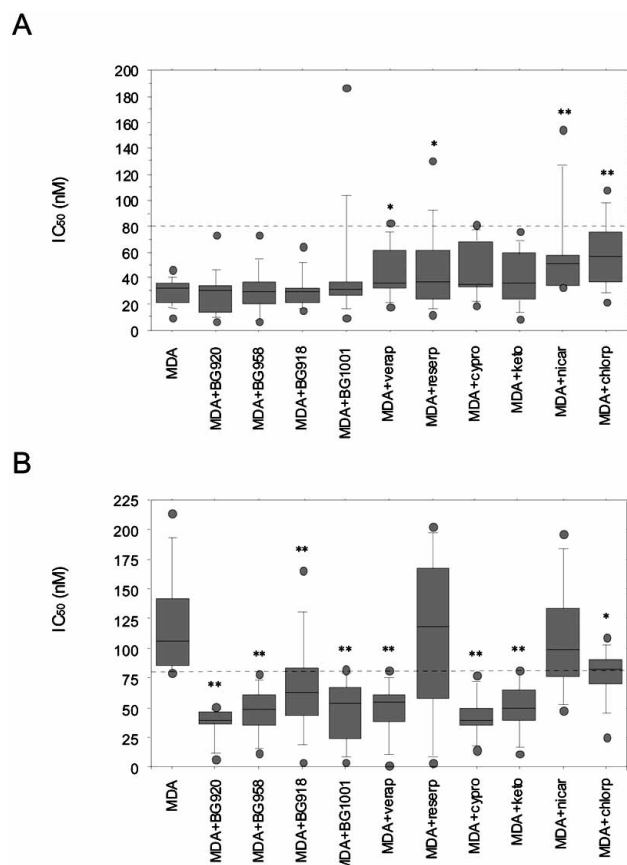 A
IC50 (nM)
200
180
160
140
120
100
80
60
40
20
0
*
*
**
**
MDA
MDA+BG920
MDA+BG958
MDA+BG918
MDA+BG1001
MDA+verap
MDA+reserp
MDA+cypro
MDA+keto
MDA+nicar
MDA+chlorp
B
IC50 (nM)
225
200
175
150
125
100
75
50
25
0
**
**
**
**
**
**
**
*
MDA
MDA+BG920
MDA+BG958
MDA+BG918
MDA+BG1001
MDA+verap
MDA+reserp
MDA+cypro
MDA+keto
MDA+nicar
MDA+chlorp